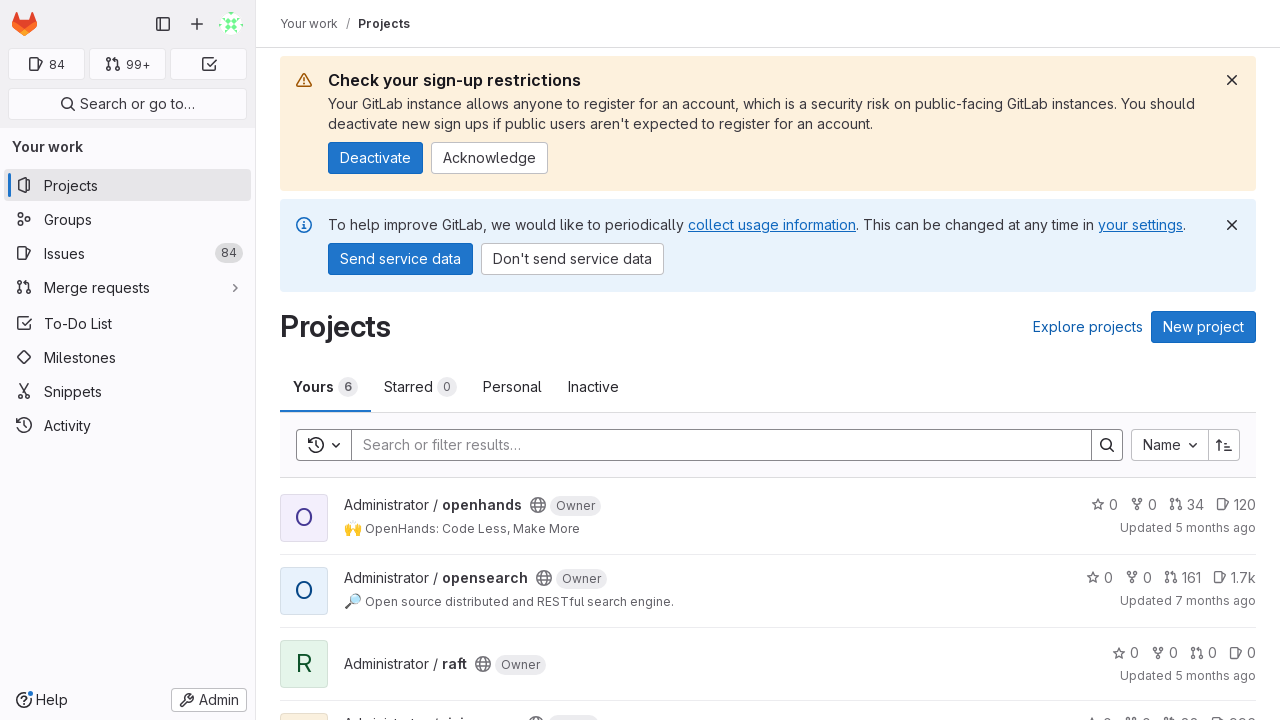 Your work / Projects
84
99+
Search or go to…
Your work
Projects
Groups
Issues 84
Merge requests
To-Do List
Milestones
Snippets
Activity
Help
Admin
Check your sign-up restrictions
Your GitLab instance allows anyone to register for an account, which is a security risk on public-facing GitLab instances. You should
deactivate new sign ups if public users aren't expected to register for an account.
Deactivate Acknowledge
To help improve GitLab, we would like to periodically collect usage information. This can be changed at any time in your settings.
Send service data Don't send service data
Projects
Explore projects New project
Yours 6 Starred 0 Personal Inactive
Search or filter results… Name
O Administrator / openhands Owner 0 0 34 120
🙌 OpenHands: Code Less, Make More Updated 5 months ago
O Administrator / opensearch Owner 0 0 161 1.7k
🔎 Open source distributed and RESTful search engine. Updated 7 months ago
R Administrator / raft Owner 0 0 0 0
Updated 5 months ago